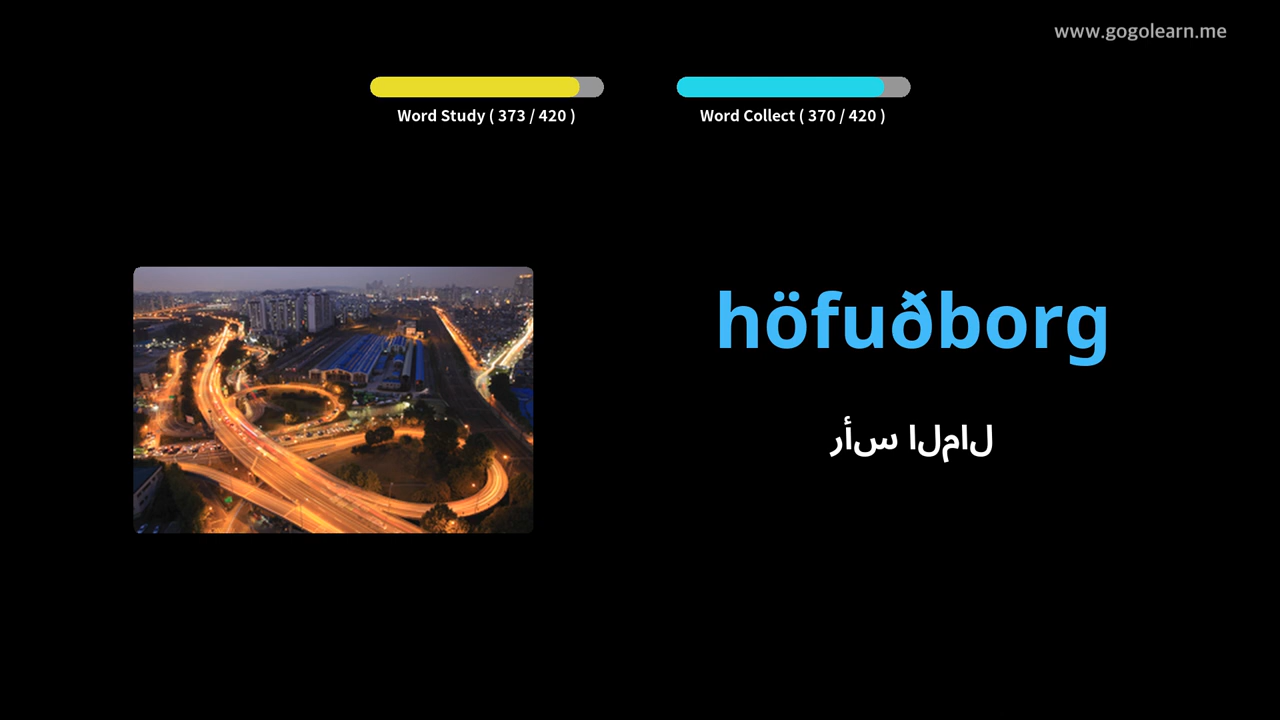 www.gogolearn.me
Word Study ( 373 / 420 )
Word Collect ( 370 / 420 )
höfuðborg
رأس المال